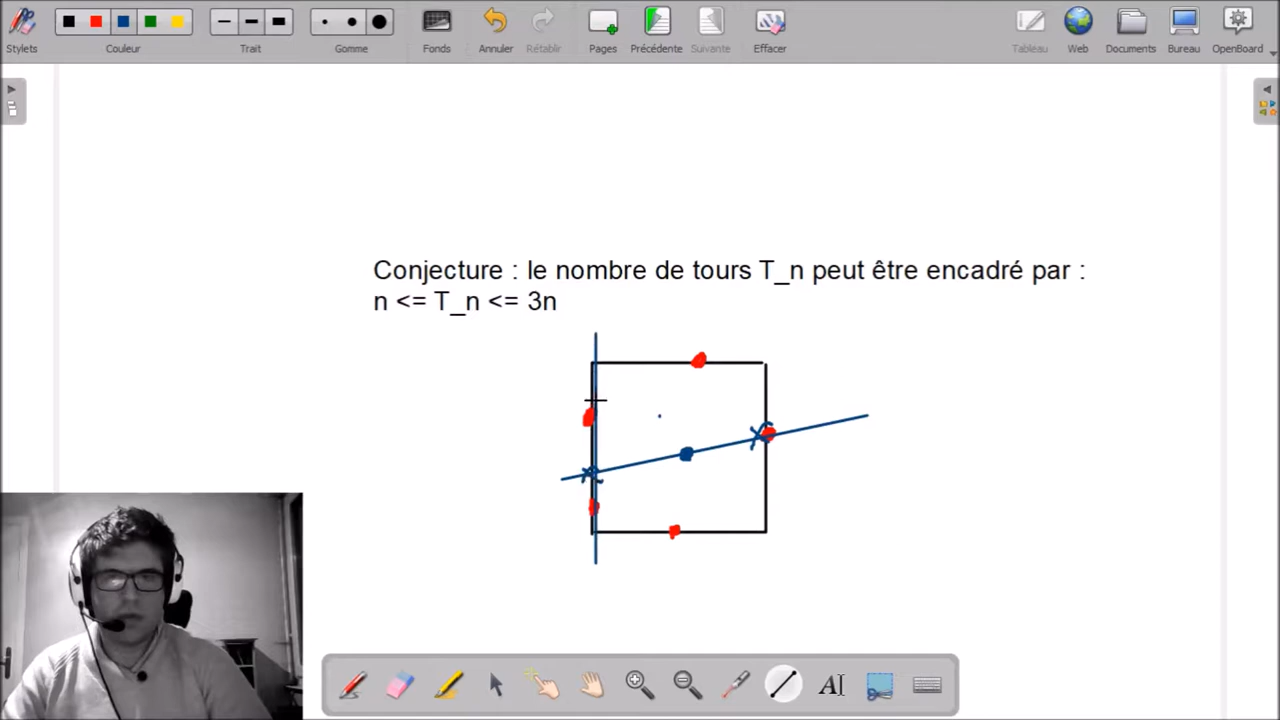 Stylets
Couleur
Trait
Gomme
Fonds
Annuler
Rétablir
Pages
Précédente
Suivante
Effacer
Tableau
Web
Documents
Bureau
OpenBoard
Conjecture : le nombre de tours T_n peut être encadré par :
n <= T_n <= 3n
AI